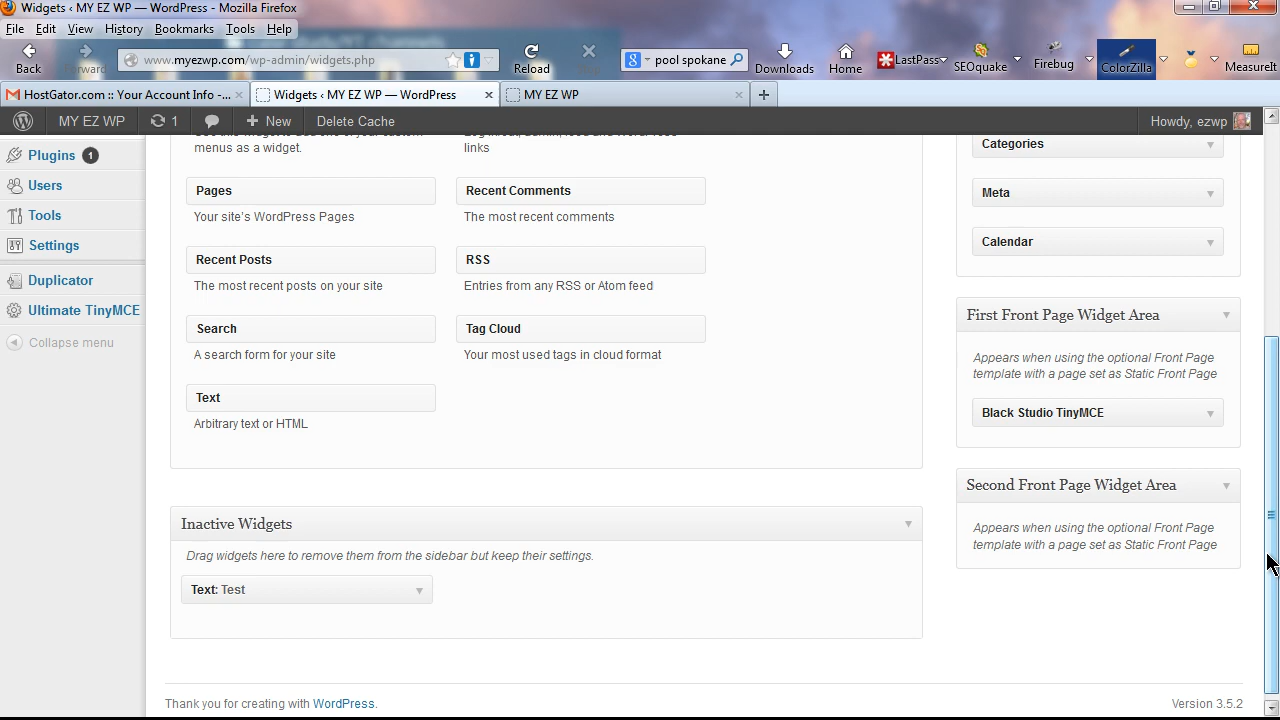 Widgets ‹ MY EZ WP — WordPress - Mozilla Firefox
File Edit View History Bookmarks Tools Help
Back Forward www.myezwp.com/wp-admin/widgets.php Reload pool spokane Downloads Home LastPass SEOquake Firebug ColorZilla MeasureIt
HostGator.com :: Your Account Info -... Widgets ‹ MY EZ WP — WordPress MY EZ WP
MY EZ WP 1 + New Delete Cache Howdy, ezwp
Plugins 1
Users
Tools
Settings
Duplicator
Ultimate TinyMCE
Collapse menu
menus as a widget.
links
Pages
Your site's WordPress Pages
Recent Comments
The most recent comments
Recent Posts
The most recent posts on your site
RSS
Entries from any RSS or Atom feed
Search
A search form for your site
Tag Cloud
Your most used tags in cloud format
Text
Arbitrary text or HTML
Inactive Widgets
Drag widgets here to remove them from the sidebar but keep their settings.
Text: Test
Categories
Meta
Calendar
First Front Page Widget Area
Appears when using the optional Front Page
template with a page set as Static Front Page
Black Studio TinyMCE
Second Front Page Widget Area
Appears when using the optional Front Page
template with a page set as Static Front Page
Thank you for creating with WordPress.
Version 3.5.2